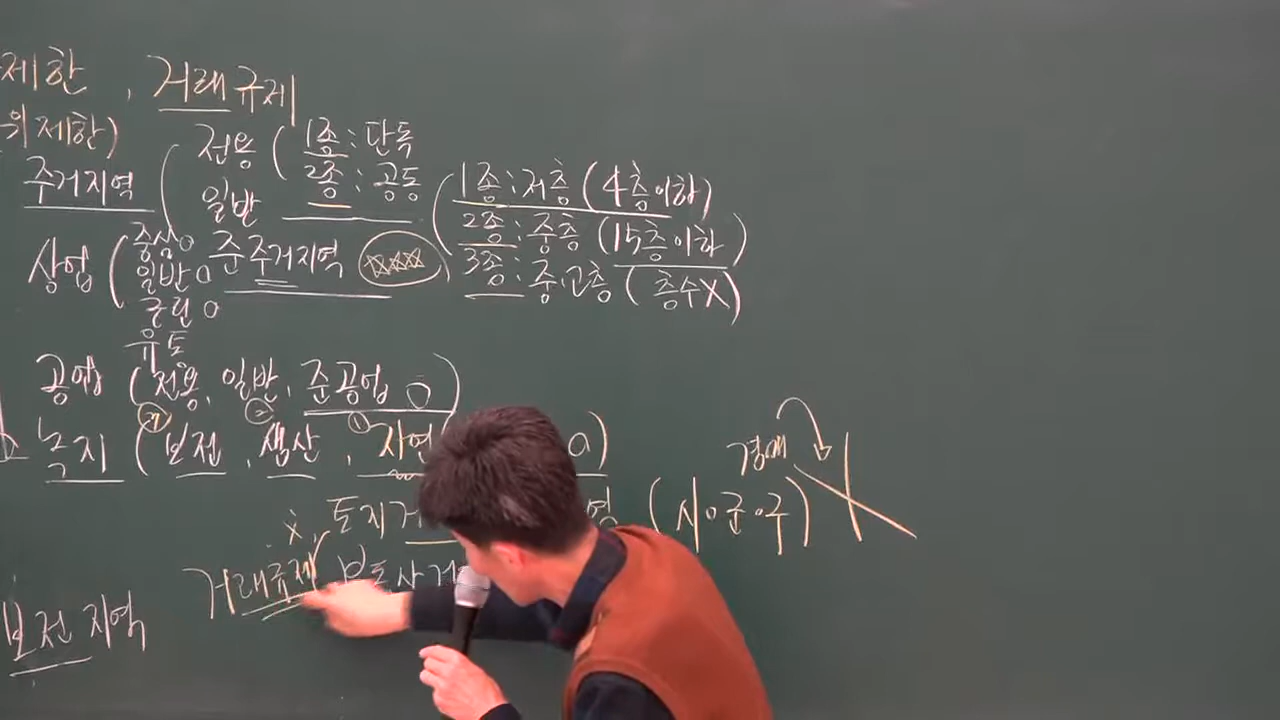 제한, 거래규제
위제한)
주거지역 전용 ( 1종 : 단독
2종 : 공동
일반 1종 : 저층 (4층이하)
2종 : 중층 (15층이하)
3종 : 중·고층 (층수X)
준주거지역
상업 ( 중심 o
일반 o
근린 o
유통
공업 (전용, 일반, 준공업 o)
녹지 (보전, 생산, 자연
토지거
역 (시·군·구) 경매 X
x 거래규제 (
보전 지역